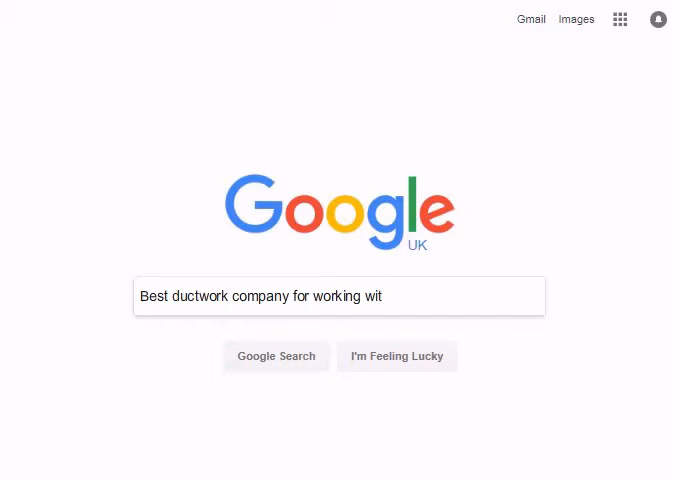 Gmail Images
Google
UK
Best ductwork company for working wit
Google Search I'm Feeling Lucky